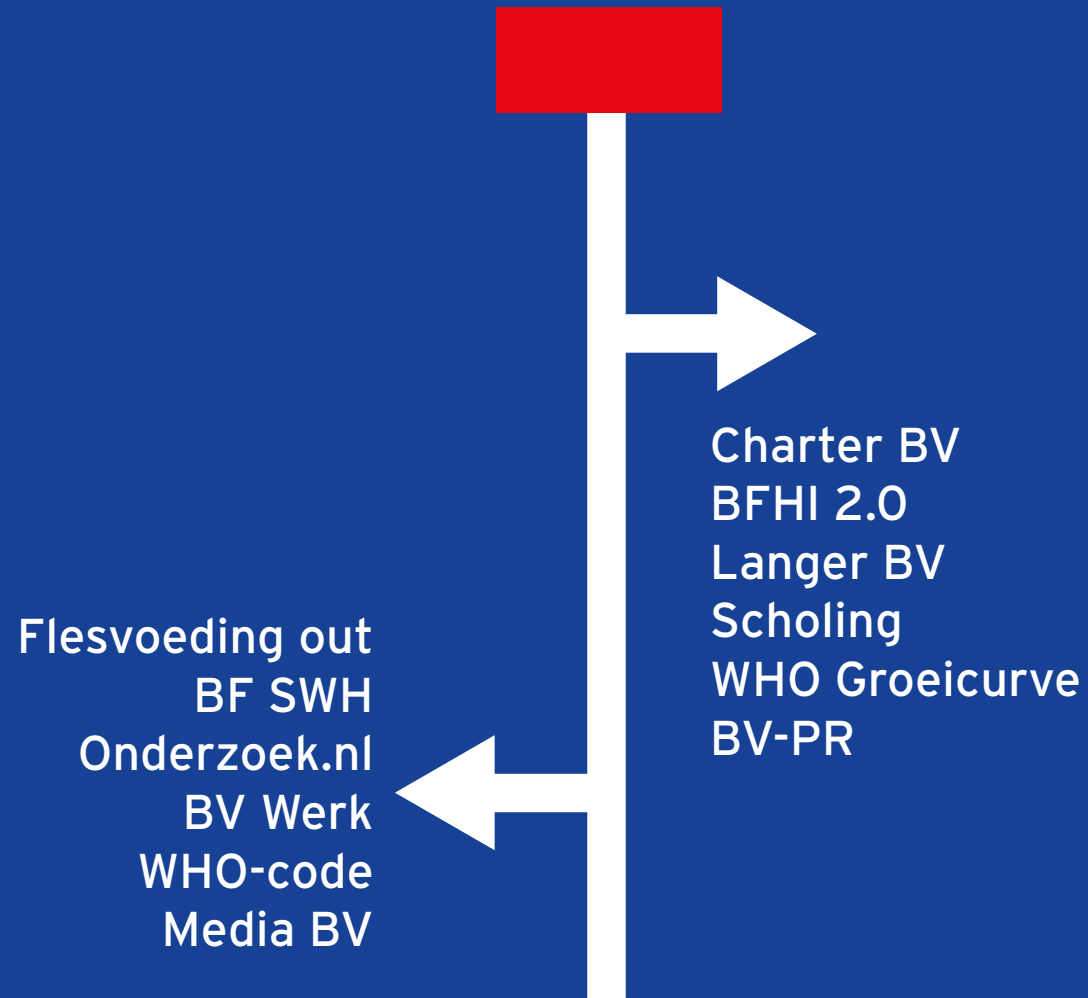 Charter BV
BFHI 2.0
Langer BV
Scholing
WHO Groeicurve
BV-PR
Flesvoeding out
BF SWH
Onderzoek.nl
BV Werk
WHO-code
Media BV